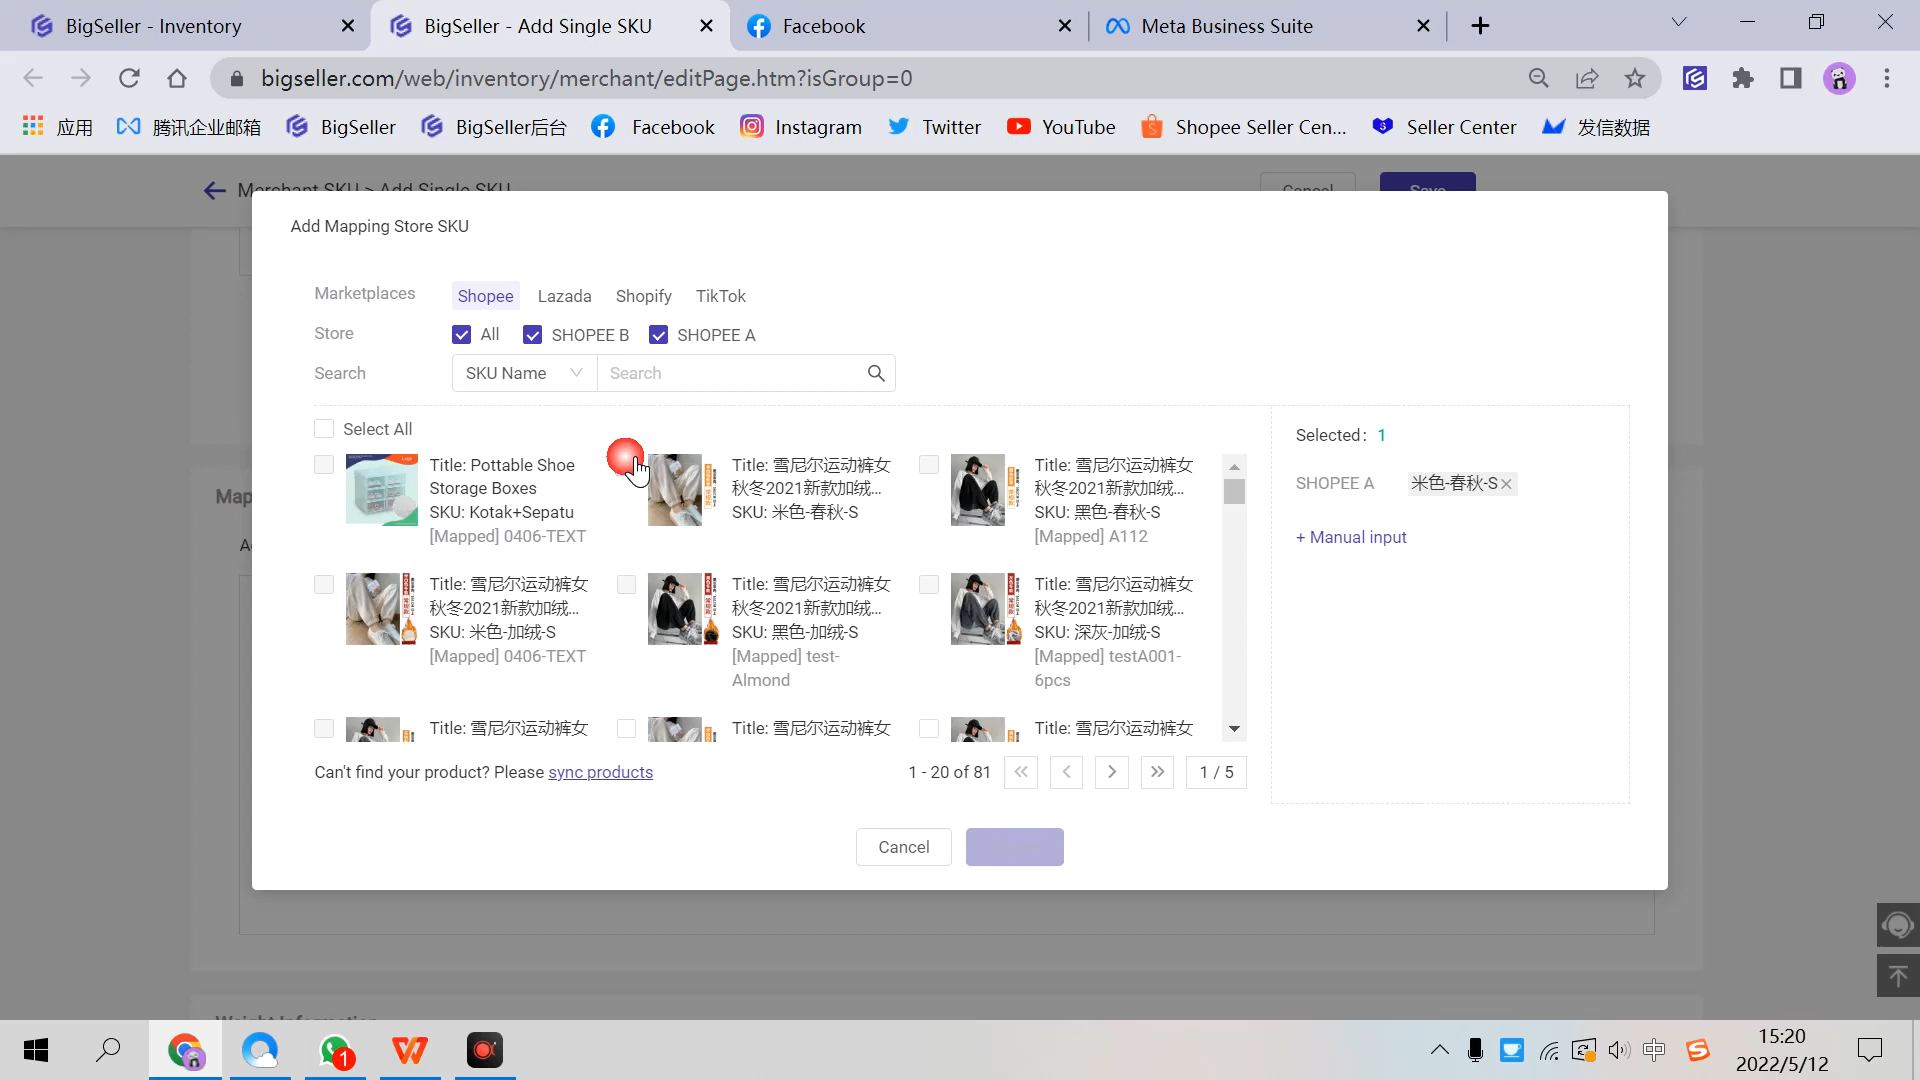 BigSeller - Inventory
BigSeller - Add Single SKU
Facebook
Meta Business Suite
bigseller.com/web/inventory/merchant/editPage.htm?isGroup=0
应用
腾讯企业邮箱
BigSeller
BigSeller后台
Facebook
Instagram
Twitter
YouTube
Shopee Seller Cen...
Seller Center
发信数据
Merchant SKU > Add Single SKU
Cancel
Save
Add Mapping Store SKU
Marketplaces
Shopee
Lazada
Shopify
TikTok
Store
All
SHOPEE B
SHOPEE A
Search
SKU Name
Search
Select All
Title: Pottable Shoe
Storage Boxes
SKU: Kotak+Sepatu
[Mapped] 0406-TEXT
Title: 雪尼尔运动裤女
秋冬2021新款加绒...
SKU: 米色-春秋-S
Title: 雪尼尔运动裤女
秋冬2021新款加绒...
SKU: 黑色-春秋-S
[Mapped] A112
Title: 雪尼尔运动裤女
秋冬2021新款加绒...
SKU: 米色-加绒-S
[Mapped] 0406-TEXT
Title: 雪尼尔运动裤女
秋冬2021新款加绒...
SKU: 黑色-加绒-S
[Mapped] test-
Almond
Title: 雪尼尔运动裤女
秋冬2021新款加绒...
SKU: 深灰-加绒-S
[Mapped] testA001-
6pcs
Title: 雪尼尔运动裤女
Title: 雪尼尔运动裤女
Title: 雪尼尔运动裤女
Selected: 1
SHOPEE A
米色-春秋-S
+ Manual input
Can't find your product? Please sync products
1 - 20 of 81
1 / 5
Cancel
Map
Weight Information
1
中
15:20
2022/5/12